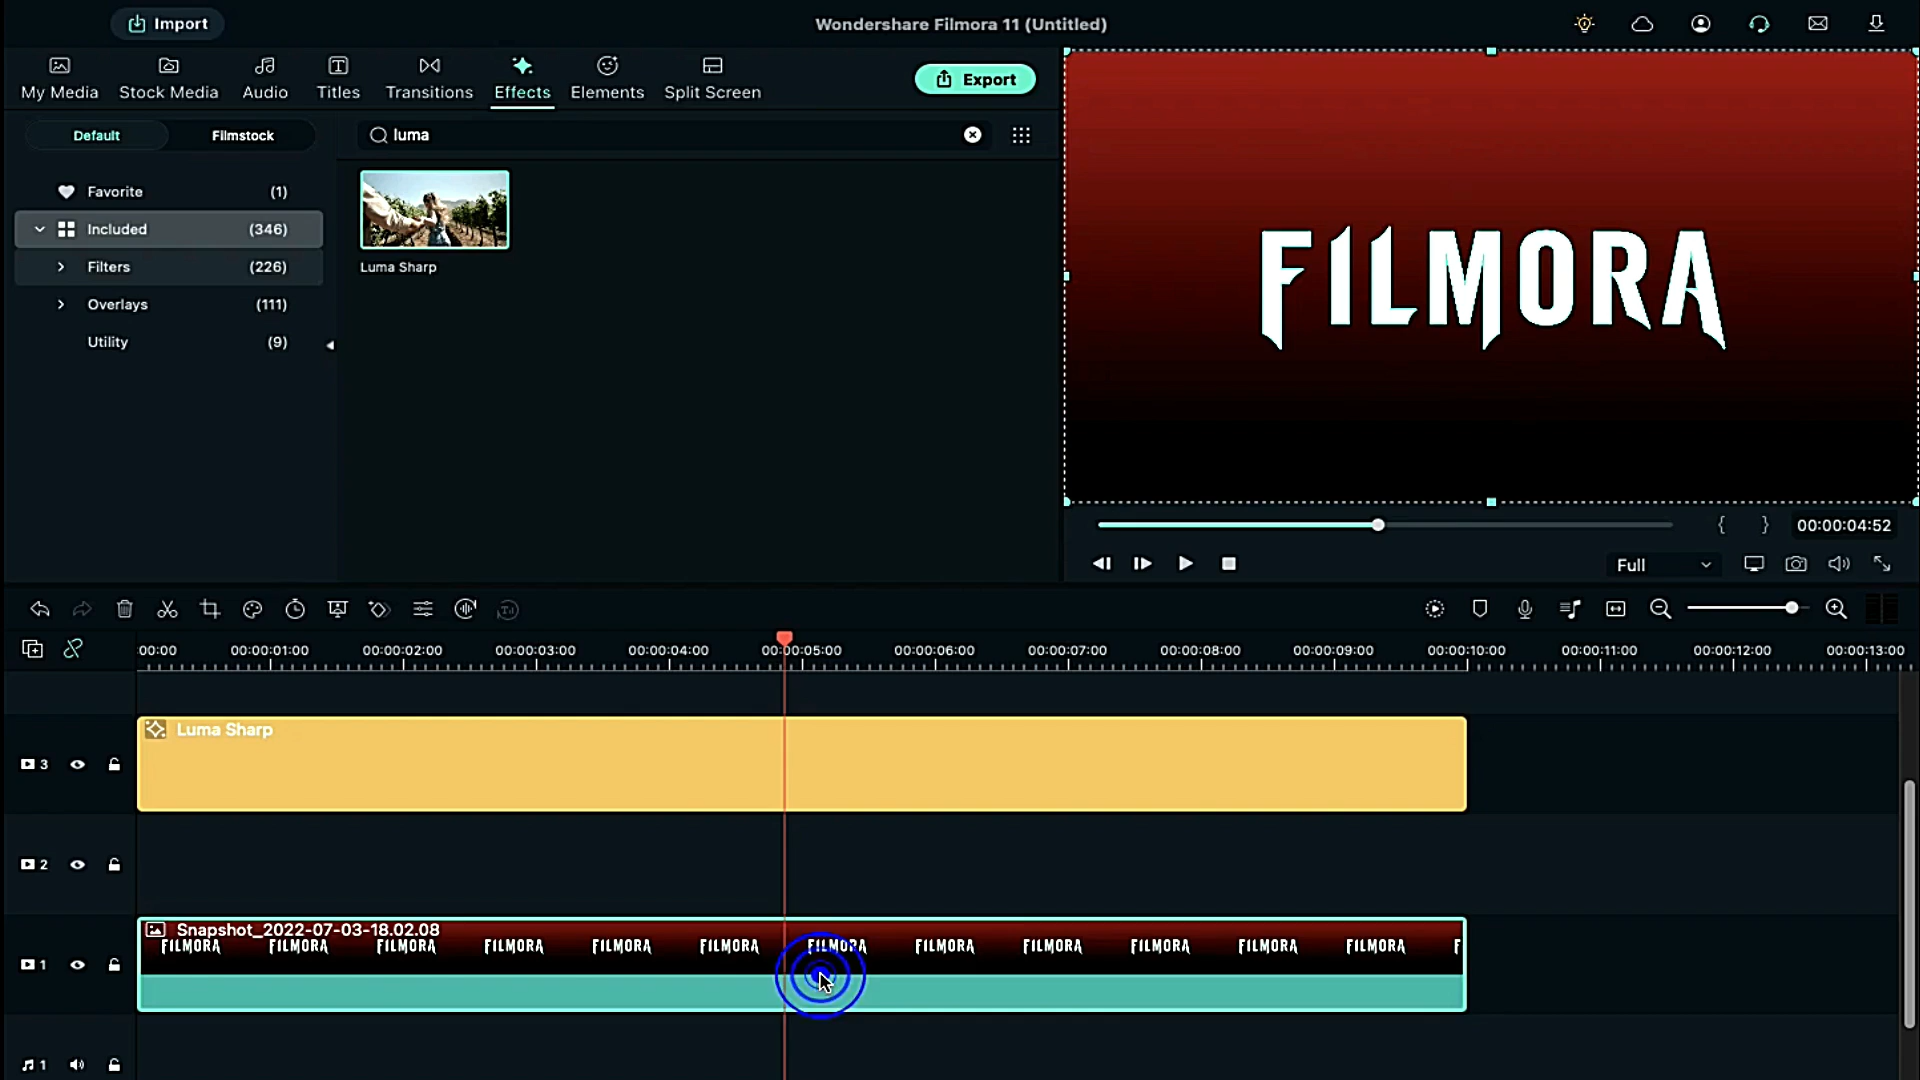 Import
Wondershare Filmora 11 (Untitled)
My Media
Stock Media
Audio
Titles
Transitions
Effects
Elements
Split Screen
Export
Default
Filmstock
luma
Favorite (1)
Included (346)
Filters (226)
Overlays (111)
Utility (9)
Luma Sharp
FILMORA
00:00:04:52
Full
:00:00 00:00:01:00 00:00:02:00 00:00:03:00 00:00:04:00 00:00:05:00 00:00:06:00 00:00:07:00 00:00:08:00 00:00:09:00 00:00:10:00 00:00:11:00 00:00:12:00 00:00:13:00
Luma Sharp
3
2
Snapshot_2022-07-03-18.02.08
FILMORA FILMORA FILMORA FILMORA FILMORA FILMORA FILMORA FILMORA FILMORA FILMORA FILMORA FILMORA F
1
1